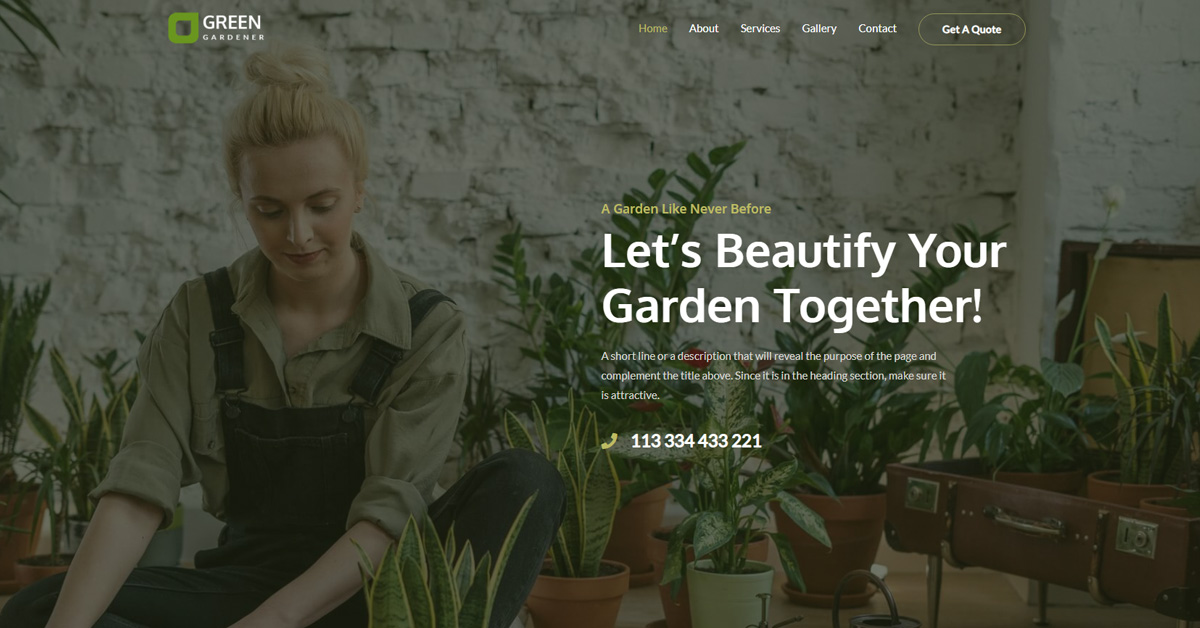 GREEN
GARDENER
Home About Services Gallery Contact Get A Quote
A Garden Like Never Before
Let's Beautify Your
Garden Together!
A short line or a description that will reveal the purpose of the page and
complement the title above. Since it is in the heading section, make sure it
is attractive.
113 334 433 221